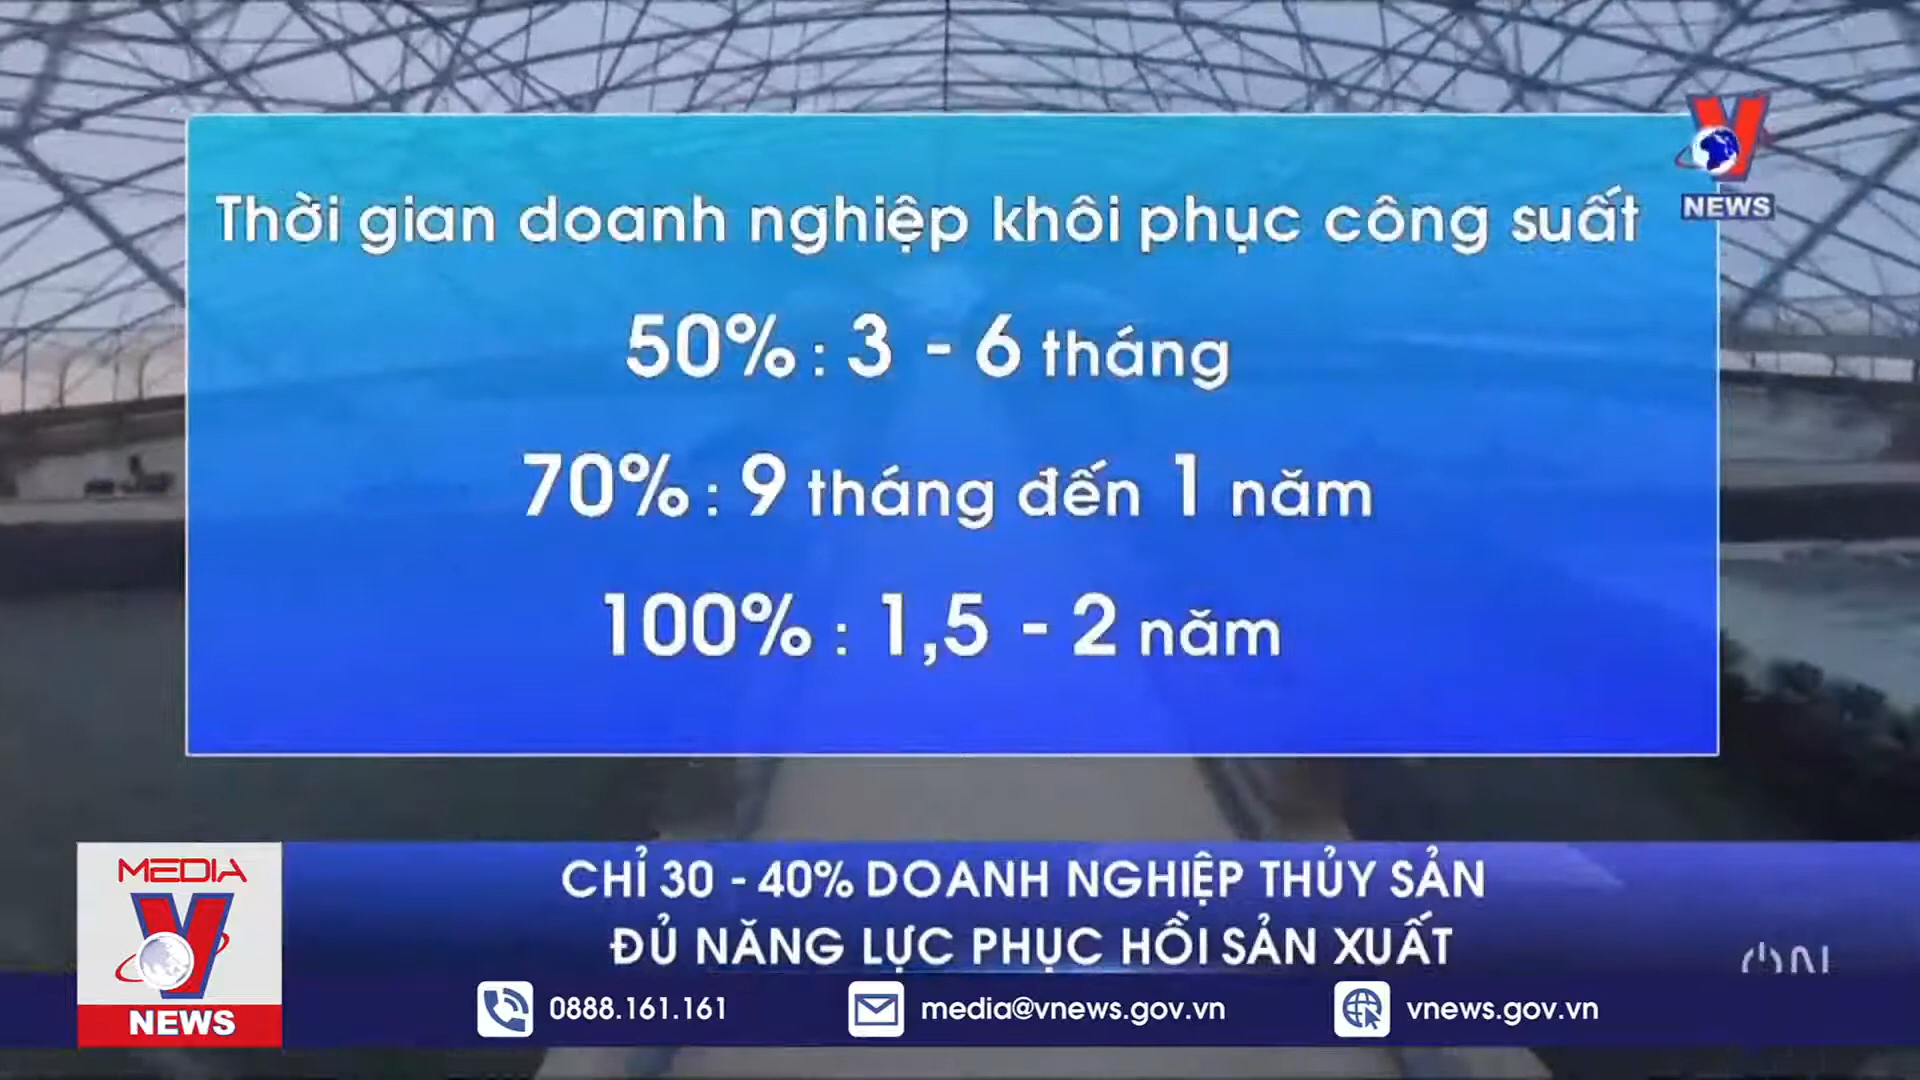 NEWS
Thời gian doanh nghiệp khôi phục công suất
50% : 3 - 6 tháng
70% : 9 tháng đến 1 năm
100% : 1,5 - 2 năm
MEDIA
NEWS
CHỈ 30 - 40% DOANH NGHIỆP THỦY SẢN
ĐỦ NĂNG LỰC PHỤC HỒI SẢN XUẤT
0888.161.161
media@vnews.gov.vn
vnews.gov.vn